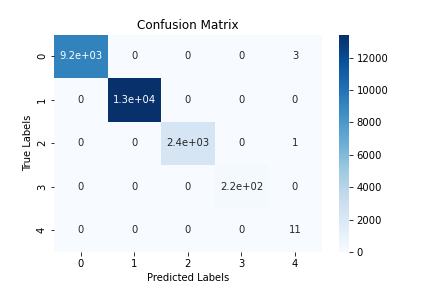 Confusion Matrix
True Labels
0 9.2e+03 0 0 0 3
1 0 1.3e+04 0 0 0
2 0 0 2.4e+03 0 1
3 0 0 0 2.2e+02 0
4 0 0 0 0 11
0 1 2 3 4
Predicted Labels
12000
10000
8000
6000
4000
2000
0